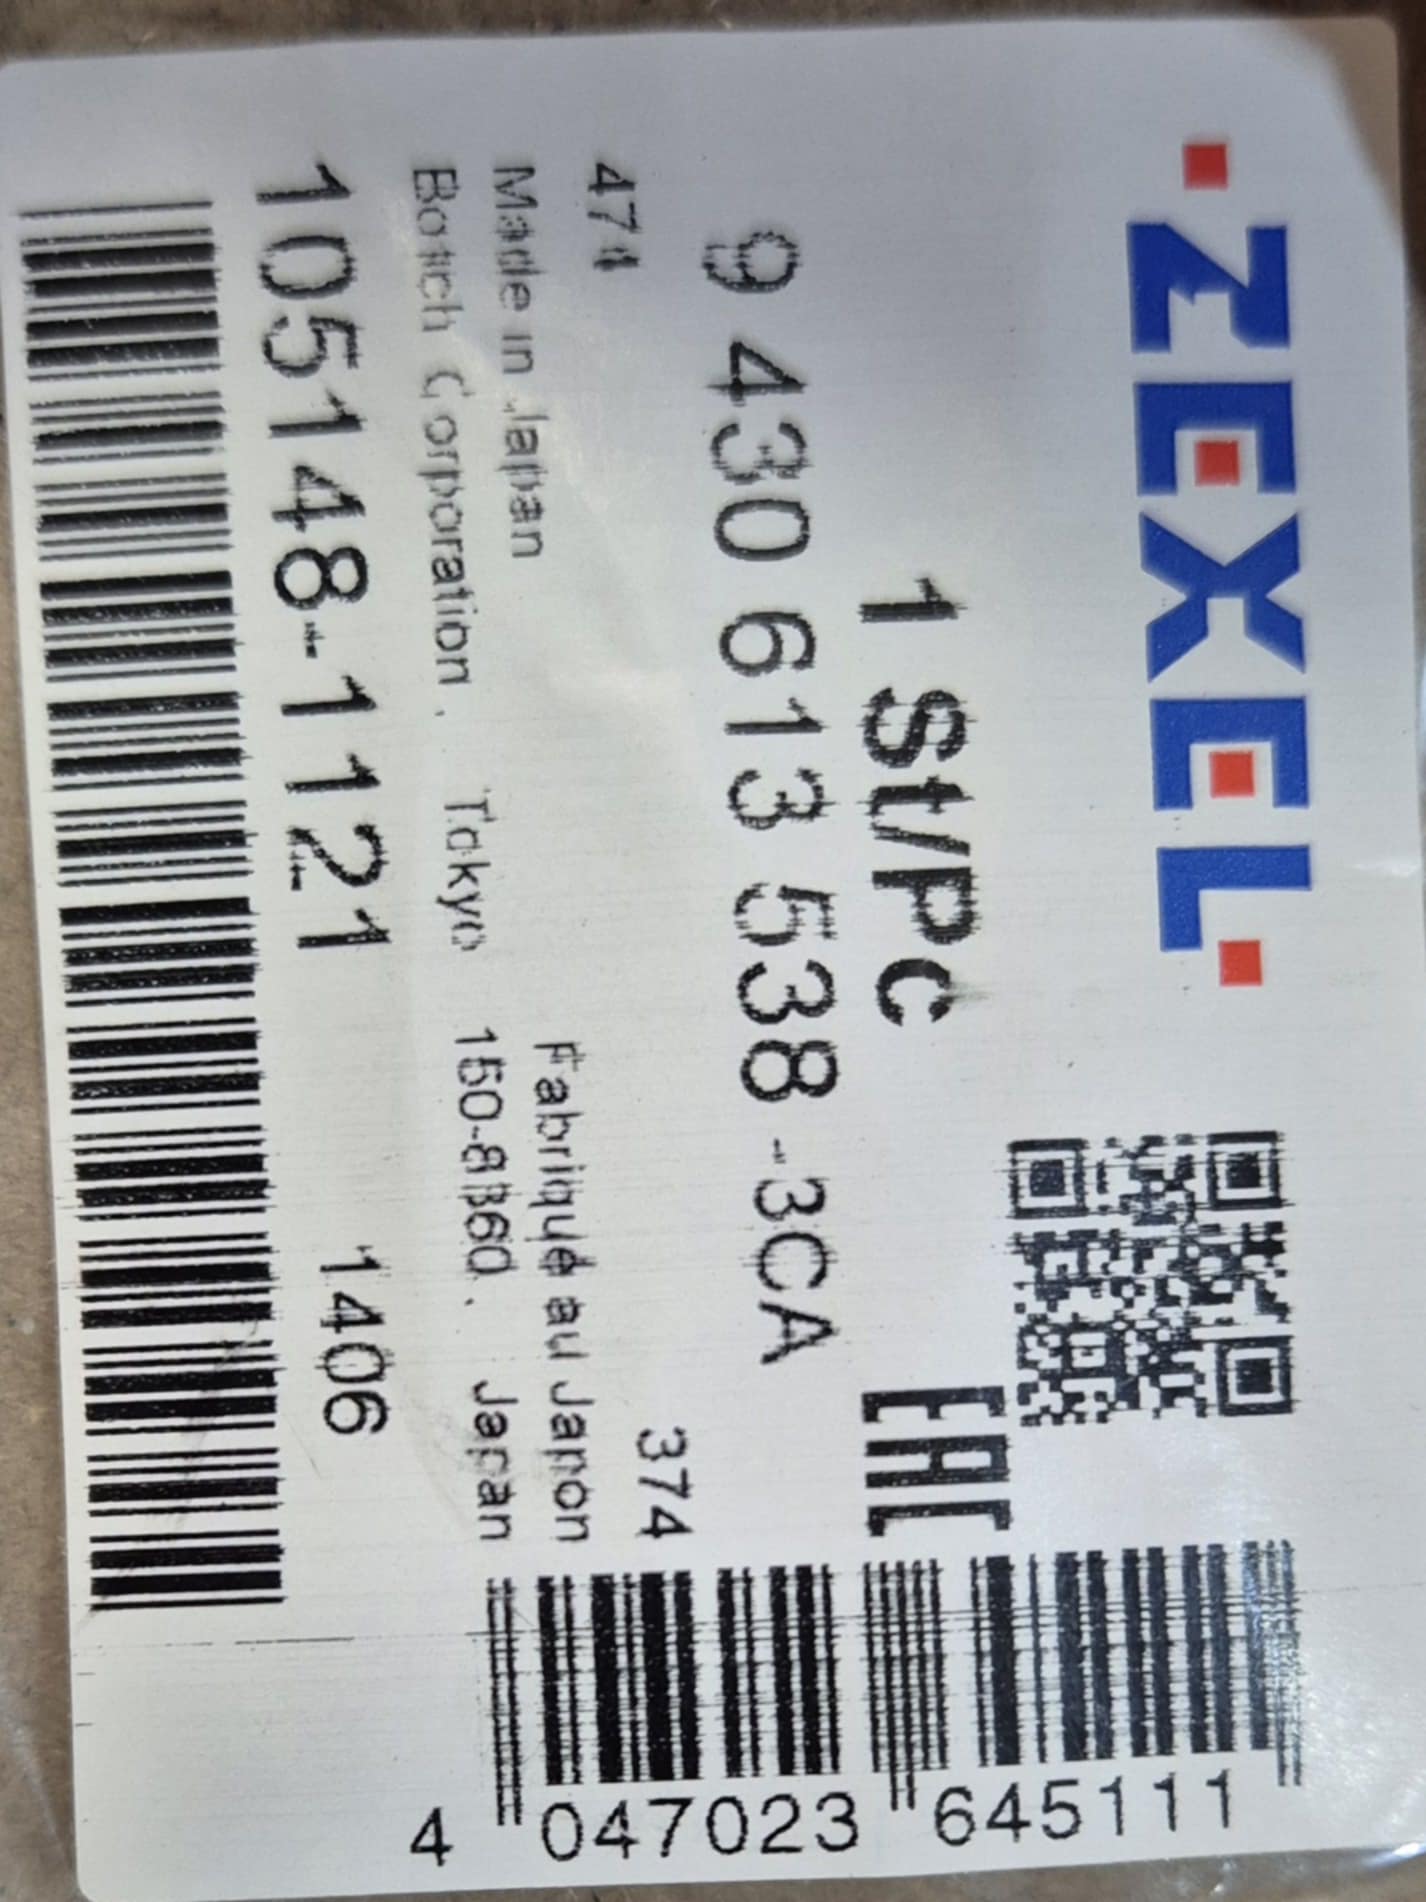 ZEXEL
1 St/Pc
EAC
9 430 613 538 -3CA
474
374
Made in Japan
Fabriqué au Japon
Bosch Corporation. Tokyo 150-8360. Japan
105148-1121
1406
4 047023 645111